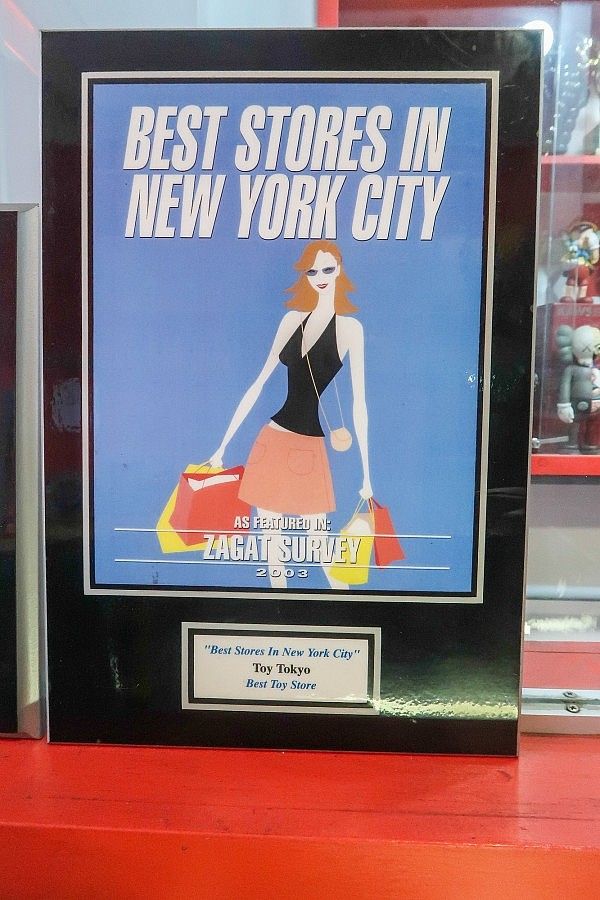 BEST STORES IN
NEW YORK CITY
AS FEATURED IN:
ZAGAT SURVEY
2003
"Best Stores In New York City"
Toy Tokyo
Best Toy Store